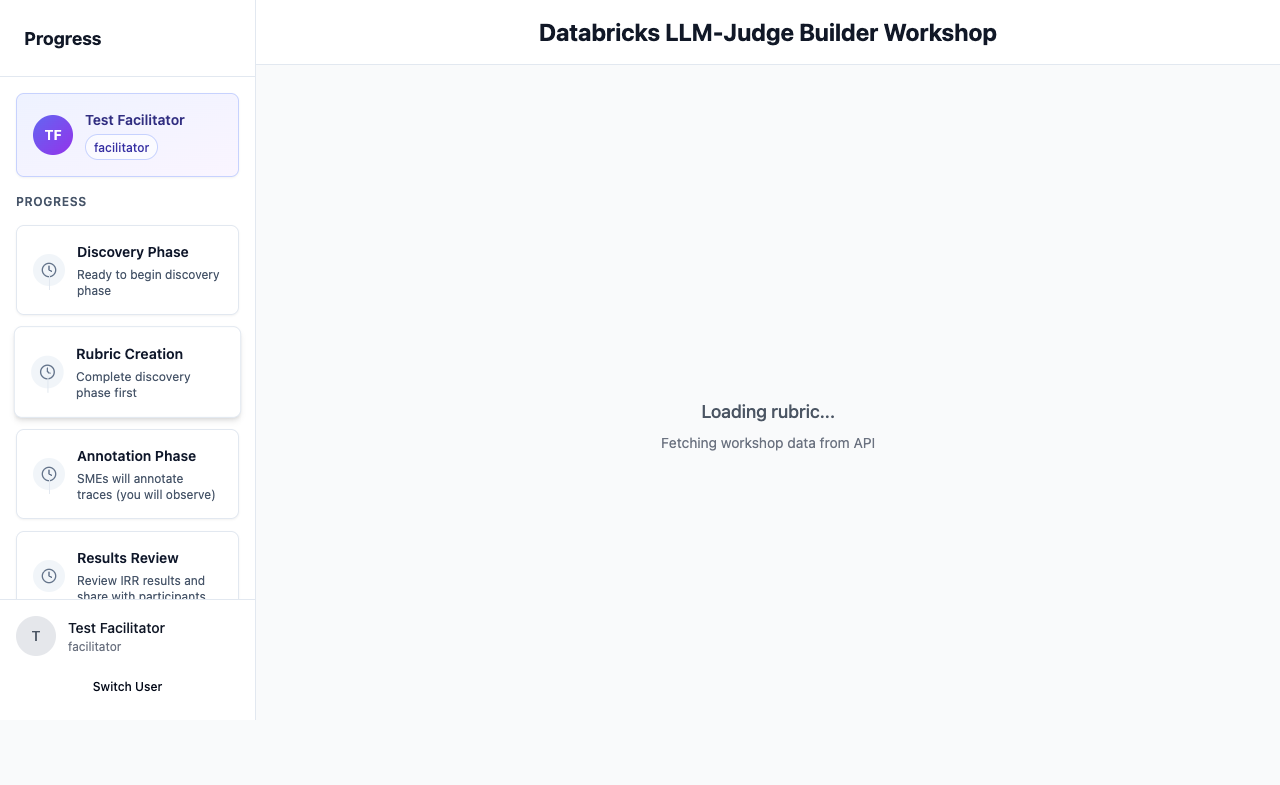 Progress
Databricks LLM-Judge Builder Workshop
TF
Test Facilitator
facilitator
PROGRESS
Discovery Phase
Ready to begin discovery
phase
Rubric Creation
Complete discovery
phase first
Annotation Phase
SMEs will annotate
traces (you will observe)
Results Review
Review IRR results and
share with participants
T
Test Facilitator
facilitator
Switch User
Loading rubric...
Fetching workshop data from API